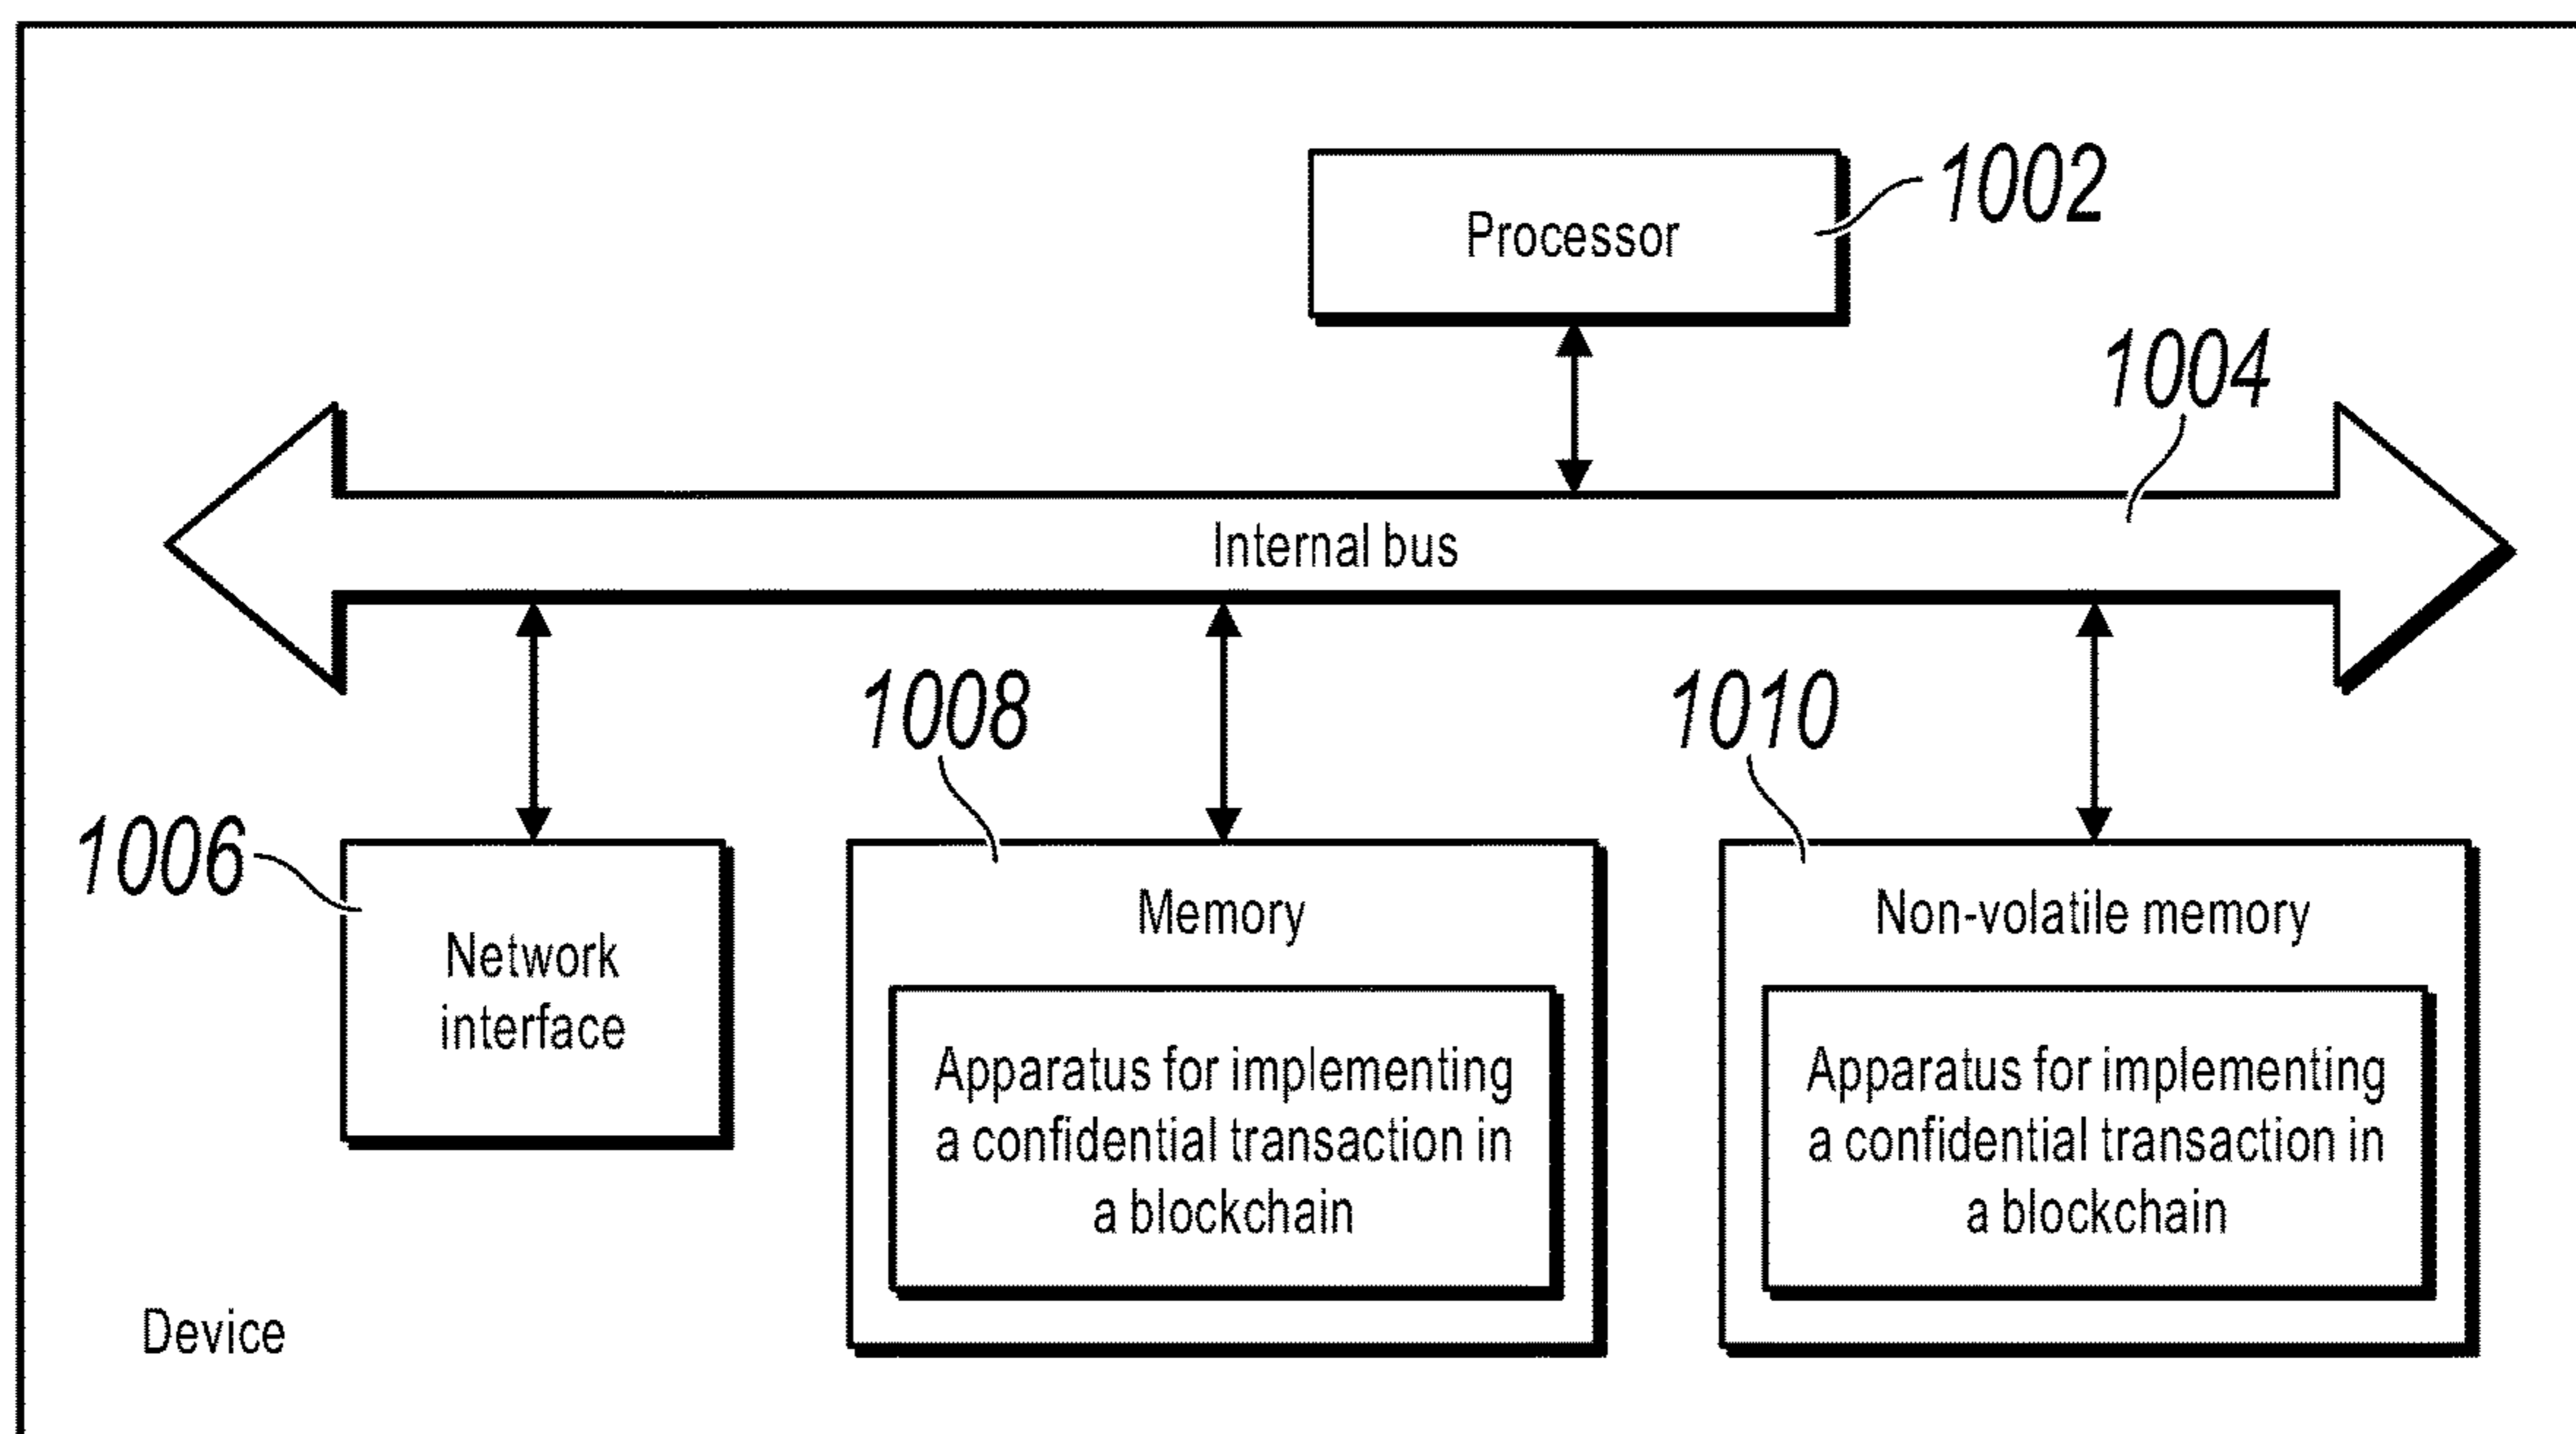 Processor
1002
1004
Internal bus
1008
1010
1006
Network
interface
Memory
Apparatus for implementing
a confidential transaction in
a blockchain
Non-volatile memory
Apparatus for implementing
a confidential transaction in
a blockchain
Device